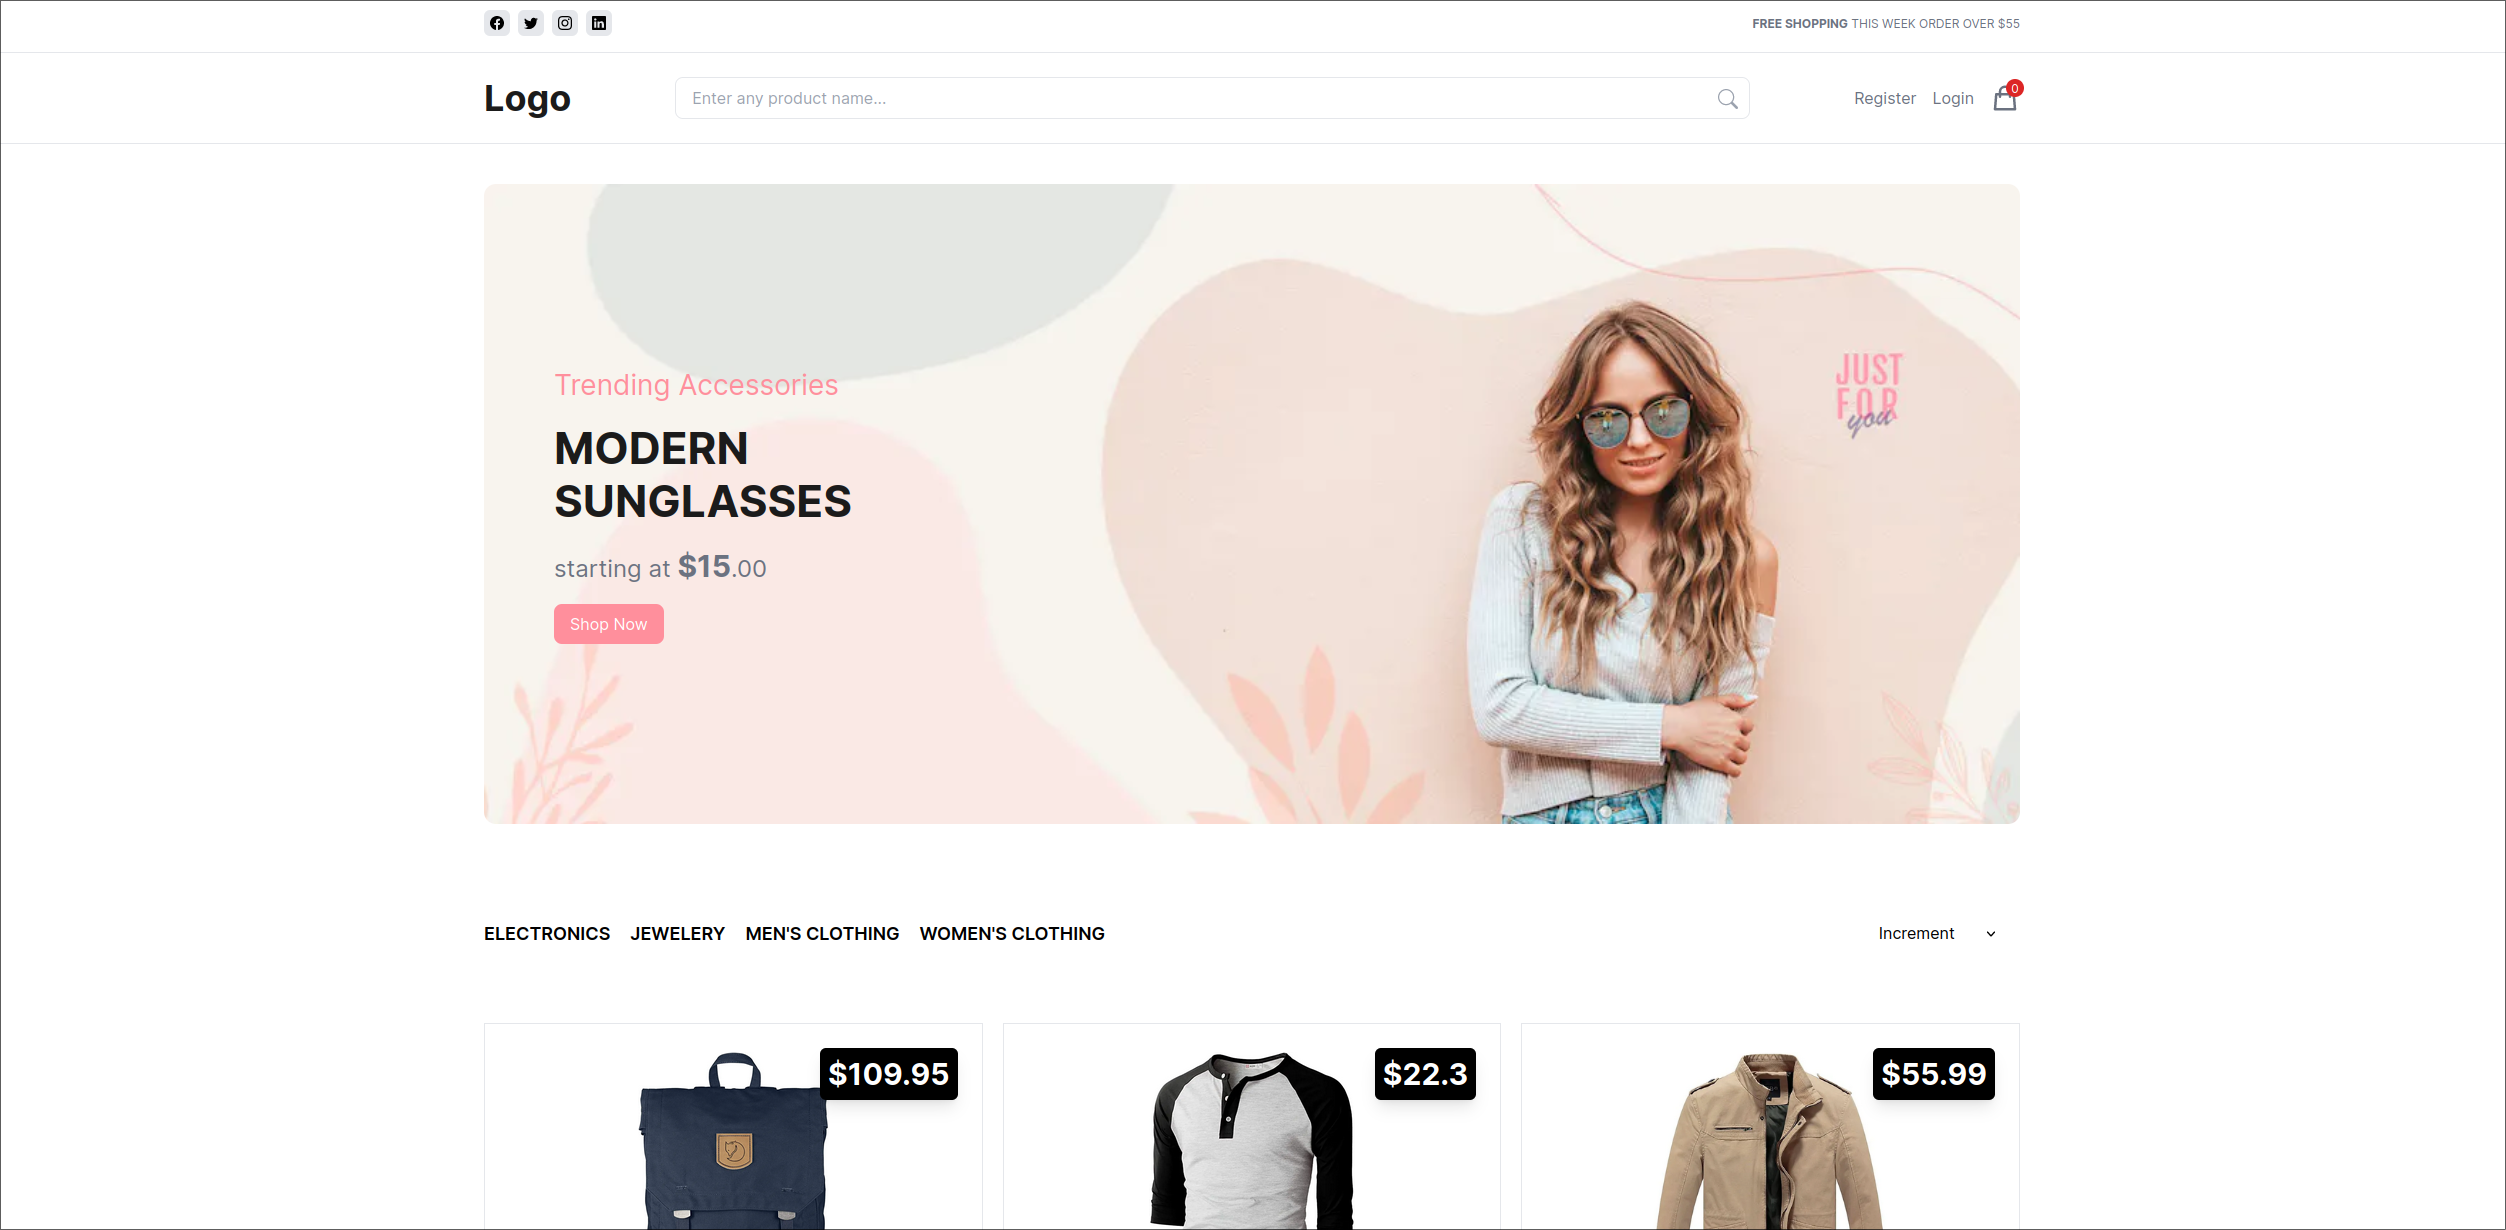 FREE SHOPPING THIS WEEK ORDER OVER $55
Logo
Enter any product name...
Register
Login
0
Trending Accessories
MODERN
SUNGLASSES
starting at $15.00
Shop Now
JUST
FOR
you
ELECTRONICS
JEWELERY
MEN'S CLOTHING
WOMEN'S CLOTHING
Increment
$109.95
$22.3
$55.99